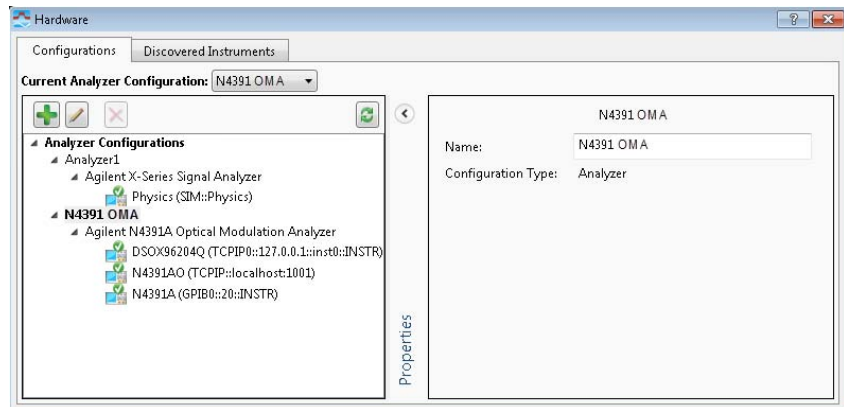 Hardware
Configurations
Discovered Instruments
Current Analyzer Configuration: N4391 OMA
Analyzer Configurations
Analyzer1
Agilent X-Series Signal Analyzer
Physics (SIM::Physics)
N4391 OMA
Agilent N4391A Optical Modulation Analyzer
DSOX96204Q (TCPIP0::127.0.0.1::inst0::INSTR)
N4391AO (TCPIP::localhost:1001)
N4391A (GPIB0::20::INSTR)
Properties
N4391 OMA
Name: N4391 OMA
Configuration Type: Analyzer